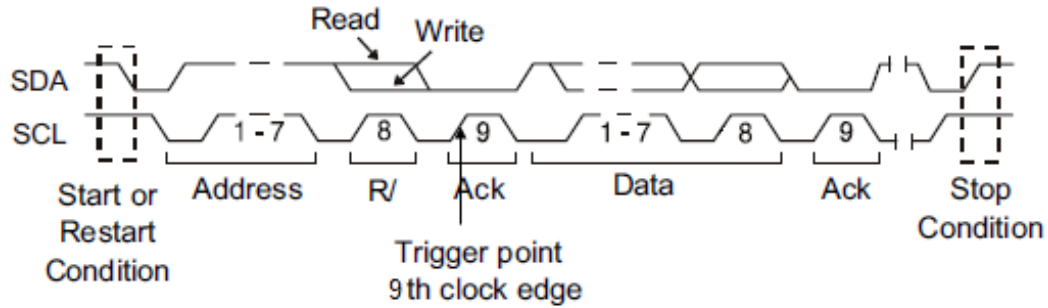 Read
Write
SDA
SCL
1 - 7
8
9
1 - 7
8
9
Address
R/
Ack
Data
Ack
Start or
Restart
Condition
Trigger point
9th clock edge
Stop
Condition